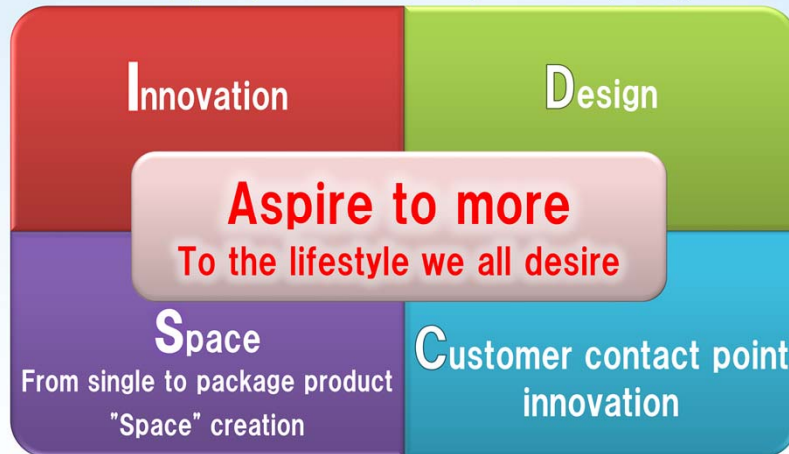 Innovation
Design
Aspire to more
To the lifestyle we all desire
Space
From single to package product
"Space" creation
Customer contact point
innovation